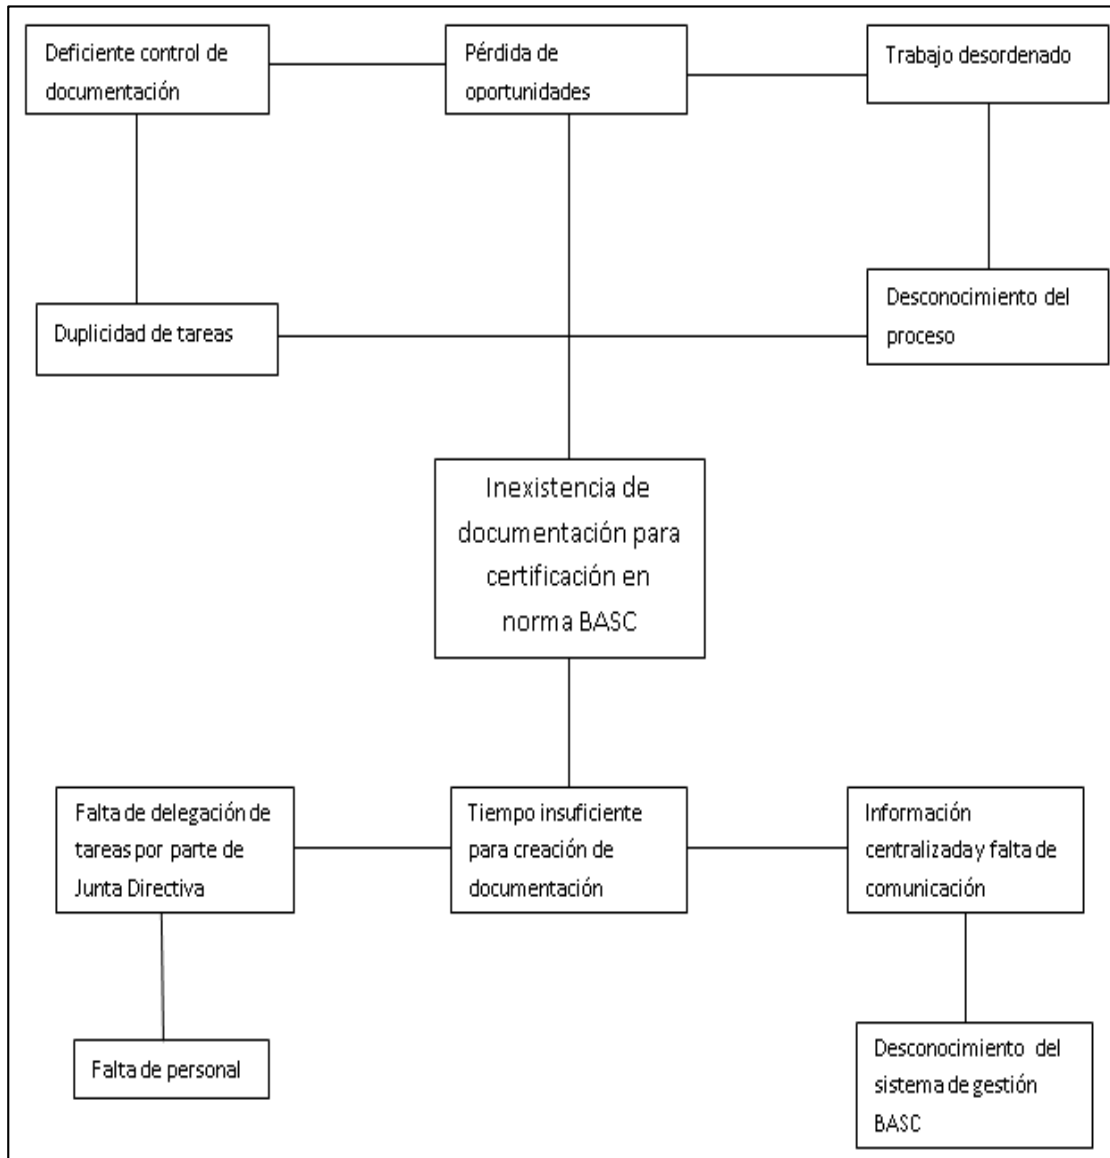 Deficiente control de
documentación
Pérdida de
oportunidades
Trabajo desordenado
Duplicidad de tareas
Desconocimiento del
proceso
Inexistencia de
documentación para
certificación en
norma BASC
Falta de delegación de
tareas por parte de
Junta Directiva
Tiempo insuficiente
para creación de
documentación
Información
centralizada y falta de
comunicación
Falta de personal
Desconocimiento del
sistema de gestión
BASC